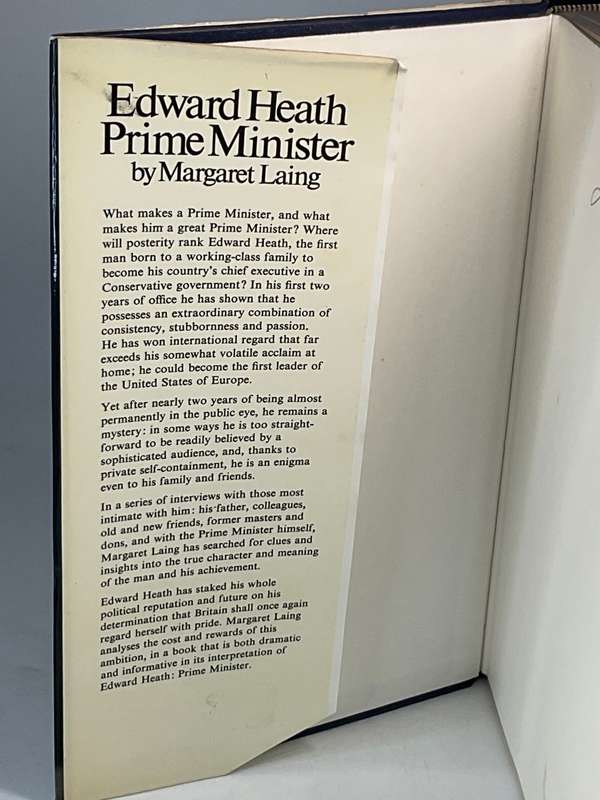 Edward Heath
Prime Minister
by Margaret Laing
What makes a Prime Minister, and what
makes him a great Prime Minister? Where
will posterity rank Edward Heath, the first
man born to a working-class family to
become his country's chief executive in a
Conservative government? In his first two
years of office he has shown that he
possesses an extraordinary combination of
consistency, stubbornness and passion.
He has won international regard that far
exceeds his somewhat volatile acclaim at
home; he could become the first leader of
the United States of Europe.
Yet after nearly two years of being almost
permanently in the public eye, he remains a
mystery: in some ways he is too straight-
forward to be readily believed by a
sophisticated audience, and, thanks to
private self-containment, he is an enigma
even to his family and friends.
In a series of interviews with those most
intimate with him: his father, colleagues,
old and new friends, former masters and
dons, and with the Prime Minister himself,
Margaret Laing has searched for clues and
insights into the true character and meaning
of the man and his achievement.
Edward Heath has staked his whole
political reputation and future on his
determination that Britain shall once again
regard herself with pride. Margaret Laing
analyses the cost and rewards of this
ambition, in a book that is both dramatic
and informative in its interpretation of
Edward Heath: Prime Minister.